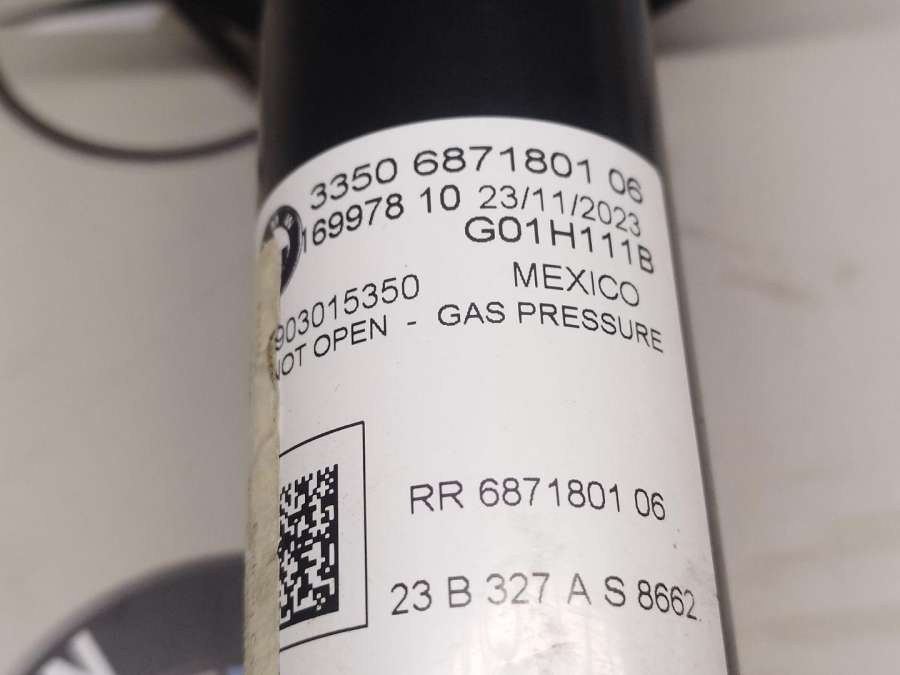 3350 6871801 06
169978 10 23/11/2023
G01H111B
MEXICO
903015350
NOT OPEN - GAS PRESSURE
RR 6871801 06
23 B 327 A S 8662